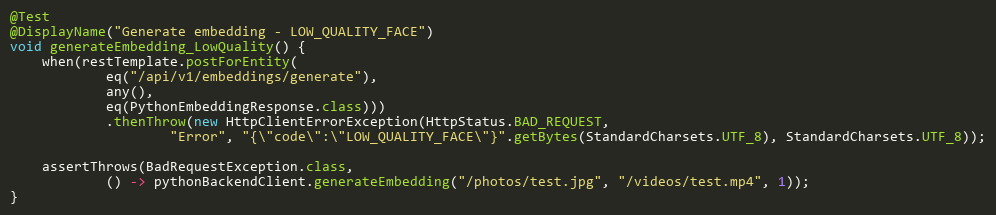 @Test
@DisplayName("Generate embedding - LOW_QUALITY_FACE")
void generateEmbedding_LowQuality() {
    when(restTemplate.postForEntity(
            eq("/api/v1/embeddings/generate"),
            any(),
            eq(PythonEmbeddingResponse.class)))
            .thenThrow(new HttpClientErrorException(HttpStatus.BAD_REQUEST,
                    "Error", "{\"code\":\"LOW_QUALITY_FACE\"}".getBytes(StandardCharsets.UTF_8), StandardCharsets.UTF_8));

    assertThrows(BadRequestException.class,
            () -> pythonBackendClient.generateEmbedding("/photos/test.jpg", "/videos/test.mp4", 1));
}